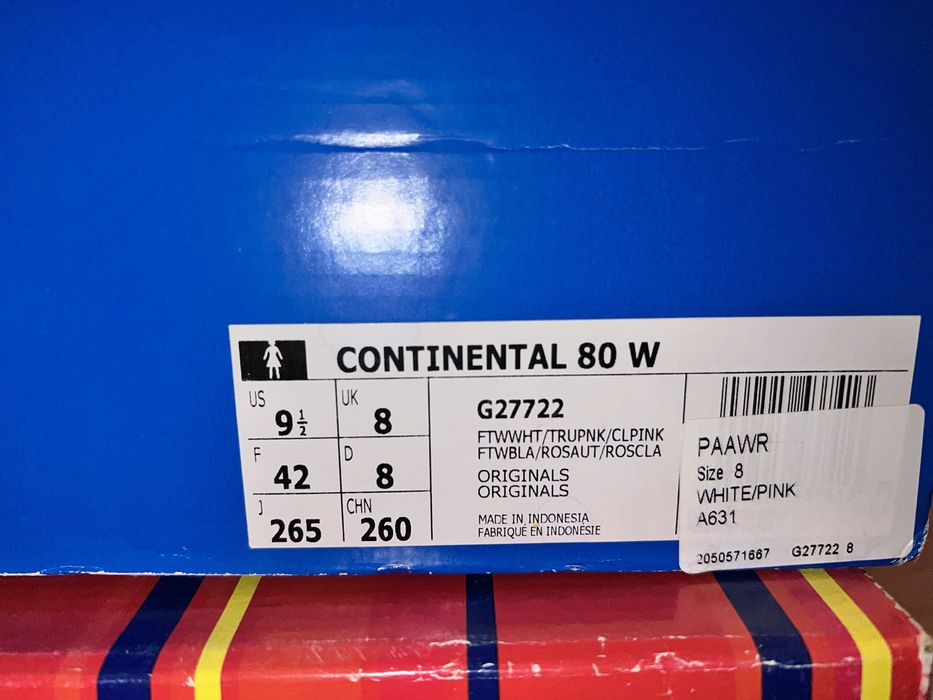 CONTINENTAL 80 W
US
9½
UK
8
F
42
D
8
J
265
CHN
260
G27722
FTWWHT/TRUPNK/CLPINK
FTWBLA/ROSAUT/ROSCLA
ORIGINALS
ORIGINALS
MADE IN INDONESIA
FABRIQUÉ EN INDONÉSIE
PAAWR
Size 8
WHITE/PINK
A631
2050571667 G27722 8